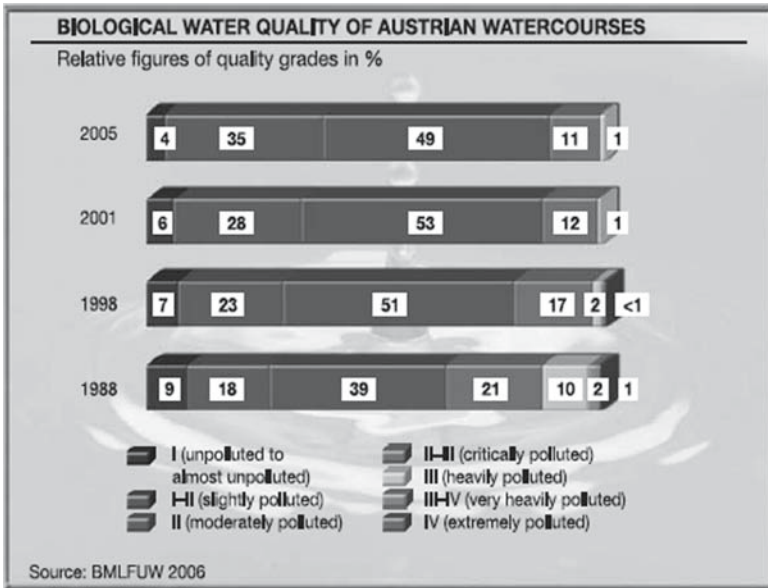 BIOLOGICAL WATER QUALITY OF AUSTRIAN WATERCOURSES
Relative figures of quality grades in %
2005 4 35 49 11 1
2001 6 28 53 12 1
1998 7 23 51 17 2 <1
1988 9 18 39 21 10 2 1
I (unpolluted to
almost unpolluted)
I-II (slightly polluted)
II (moderately polluted)
II-III (critically polluted)
III (heavily polluted)
III-IV (very heavily polluted)
IV (extremely polluted)
Source: BMLFUW 2006